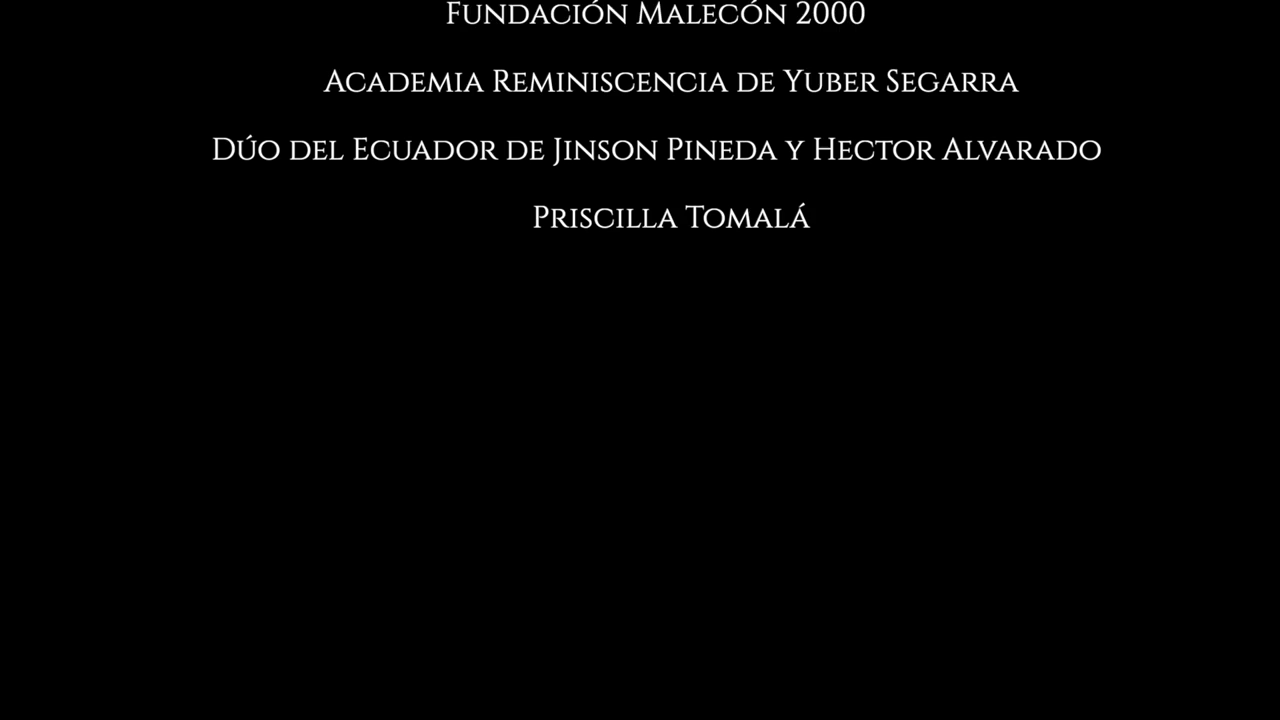 Fundación Malecón 2000
Academia Reminiscencia de Yuber Segarra
Dúo del Ecuador de Jinson Pineda y Hector Alvarado
Priscilla Tomalá